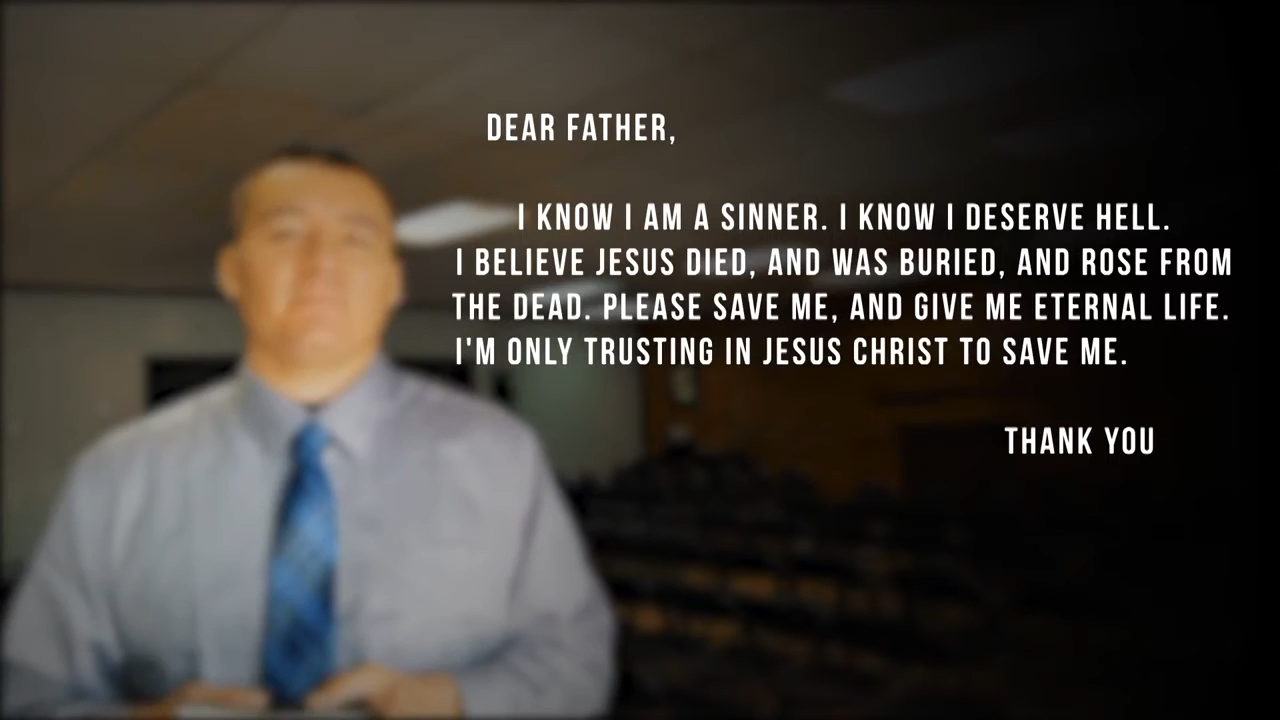 DEAR FATHER,
I KNOW I AM A SINNER. I KNOW I DESERVE HELL.
I BELIEVE JESUS DIED, AND WAS BURIED, AND ROSE FROM
THE DEAD. PLEASE SAVE ME, AND GIVE ME ETERNAL LIFE.
I'M ONLY TRUSTING IN JESUS CHRIST TO SAVE ME.
THANK YOU